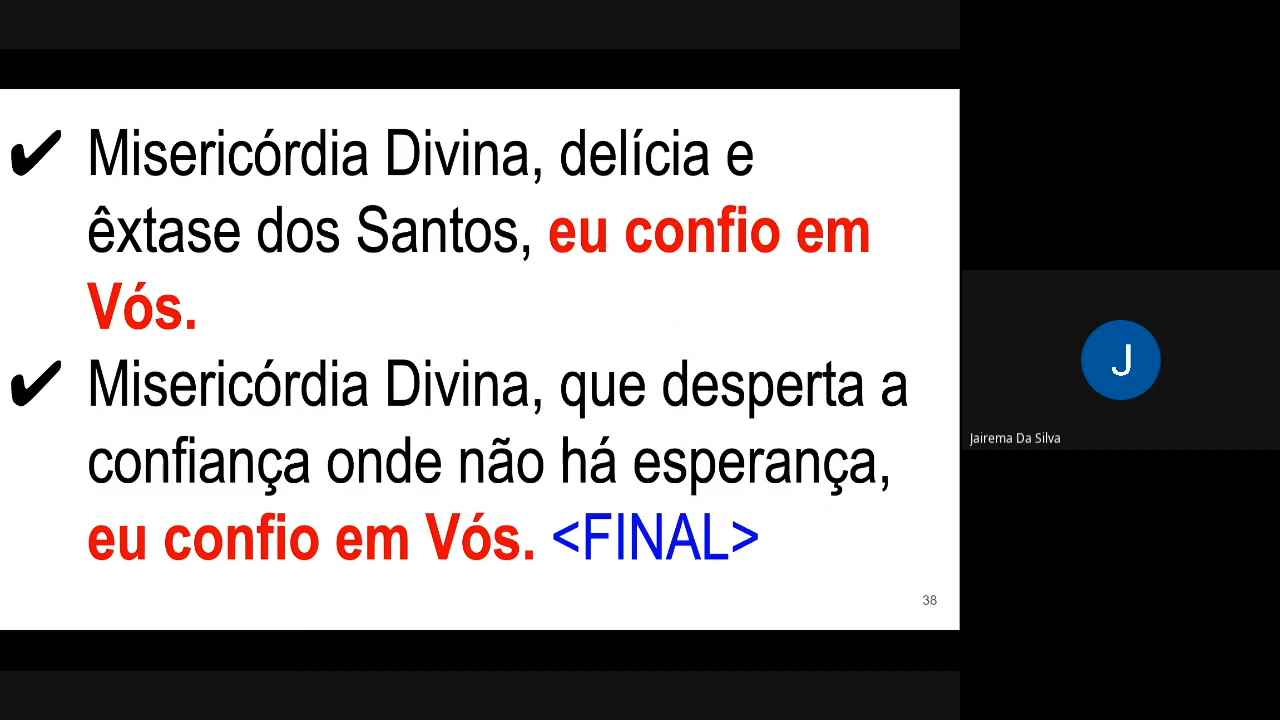 ✔ Misericórdia Divina, delícia e
êxtase dos Santos, eu confio em
Vós.
✔ Misericórdia Divina, que desperta a
confiança onde não há esperança,
eu confio em Vós. <FINAL>
38
J
Jairema Da Silva